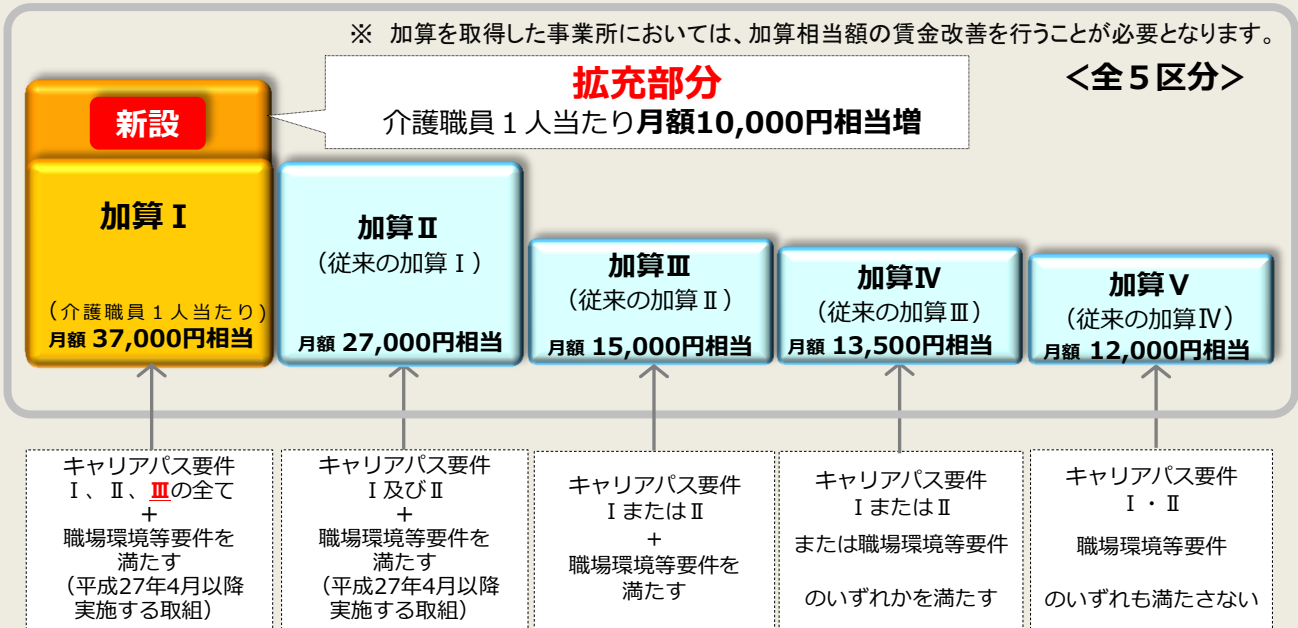 ※ 加算を取得した事業所においては、加算相当額の賃金改善を行うことが必要となります。
＜全５区分＞
拡充部分
介護職員１人当たり月額10,000円相当増
新設
加算Ⅰ
（介護職員１人当たり）
月額 37,000円相当
加算Ⅱ
（従来の加算Ⅰ）
月額 27,000円相当
加算Ⅲ
（従来の加算Ⅱ）
月額 15,000円相当
加算Ⅳ
（従来の加算Ⅲ）
月額 13,500円相当
加算Ⅴ
（従来の加算Ⅳ）
月額 12,000円相当
キャリアパス要件
Ⅰ、Ⅱ、Ⅲの全て
＋
職場環境等要件を
満たす
（平成27年4月以降
実施する取組）
キャリアパス要件
Ⅰ及びⅡ
＋
職場環境等要件を
満たす
（平成27年4月以降
実施する取組）
キャリアパス要件
ⅠまたはⅡ
＋
職場環境等要件を
満たす
キャリアパス要件
ⅠまたはⅡ
または職場環境等要件
のいずれかを満たす
キャリアパス要件
Ⅰ・Ⅱ
職場環境等要件
のいずれも満たさない